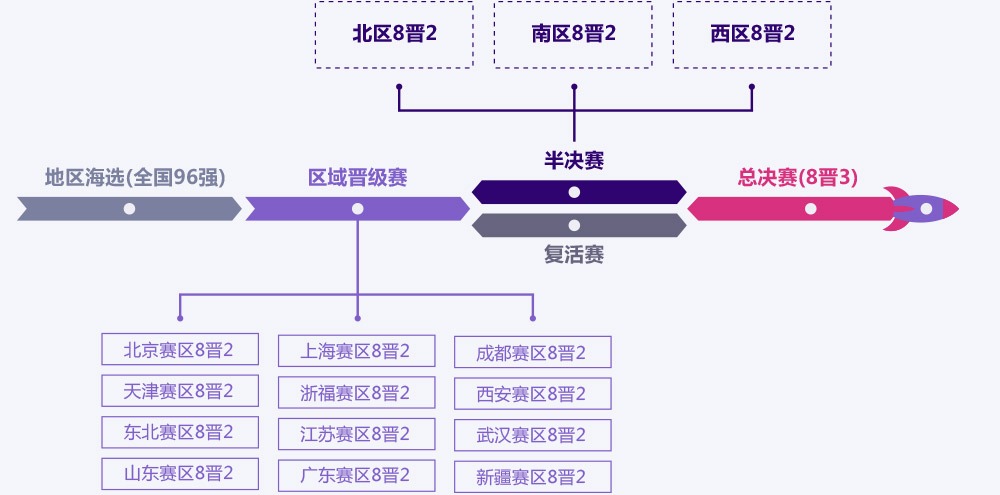 北区8晋2
南区8晋2
西区8晋2
半决赛
地区海选(全国96强)
区域晋级赛
总决赛(8晋3)
复活赛
北京赛区8晋2
上海赛区8晋2
成都赛区8晋2
天津赛区8晋2
浙福赛区8晋2
西安赛区8晋2
东北赛区8晋2
江苏赛区8晋2
武汉赛区8晋2
山东赛区8晋2
广东赛区8晋2
新疆赛区8晋2